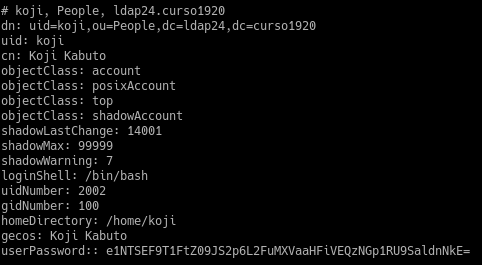 # koji, People, ldap24.curso1920
dn: uid=koji,ou=People,dc=ldap24,dc=curso1920
uid: koji
cn: Koji Kabuto
objectClass: account
objectClass: posixAccount
objectClass: top
objectClass: shadowAccount
shadowLastChange: 14001
shadowMax: 99999
shadowWarning: 7
loginShell: /bin/bash
uidNumber: 2002
gidNumber: 100
homeDirectory: /home/koji
gecos: Koji Kabuto
userPassword:: e1NTSEF9T1FtZ09JS2p6L2FuMXVaaHFiVEQzNGp1RU9SaldnNkE=